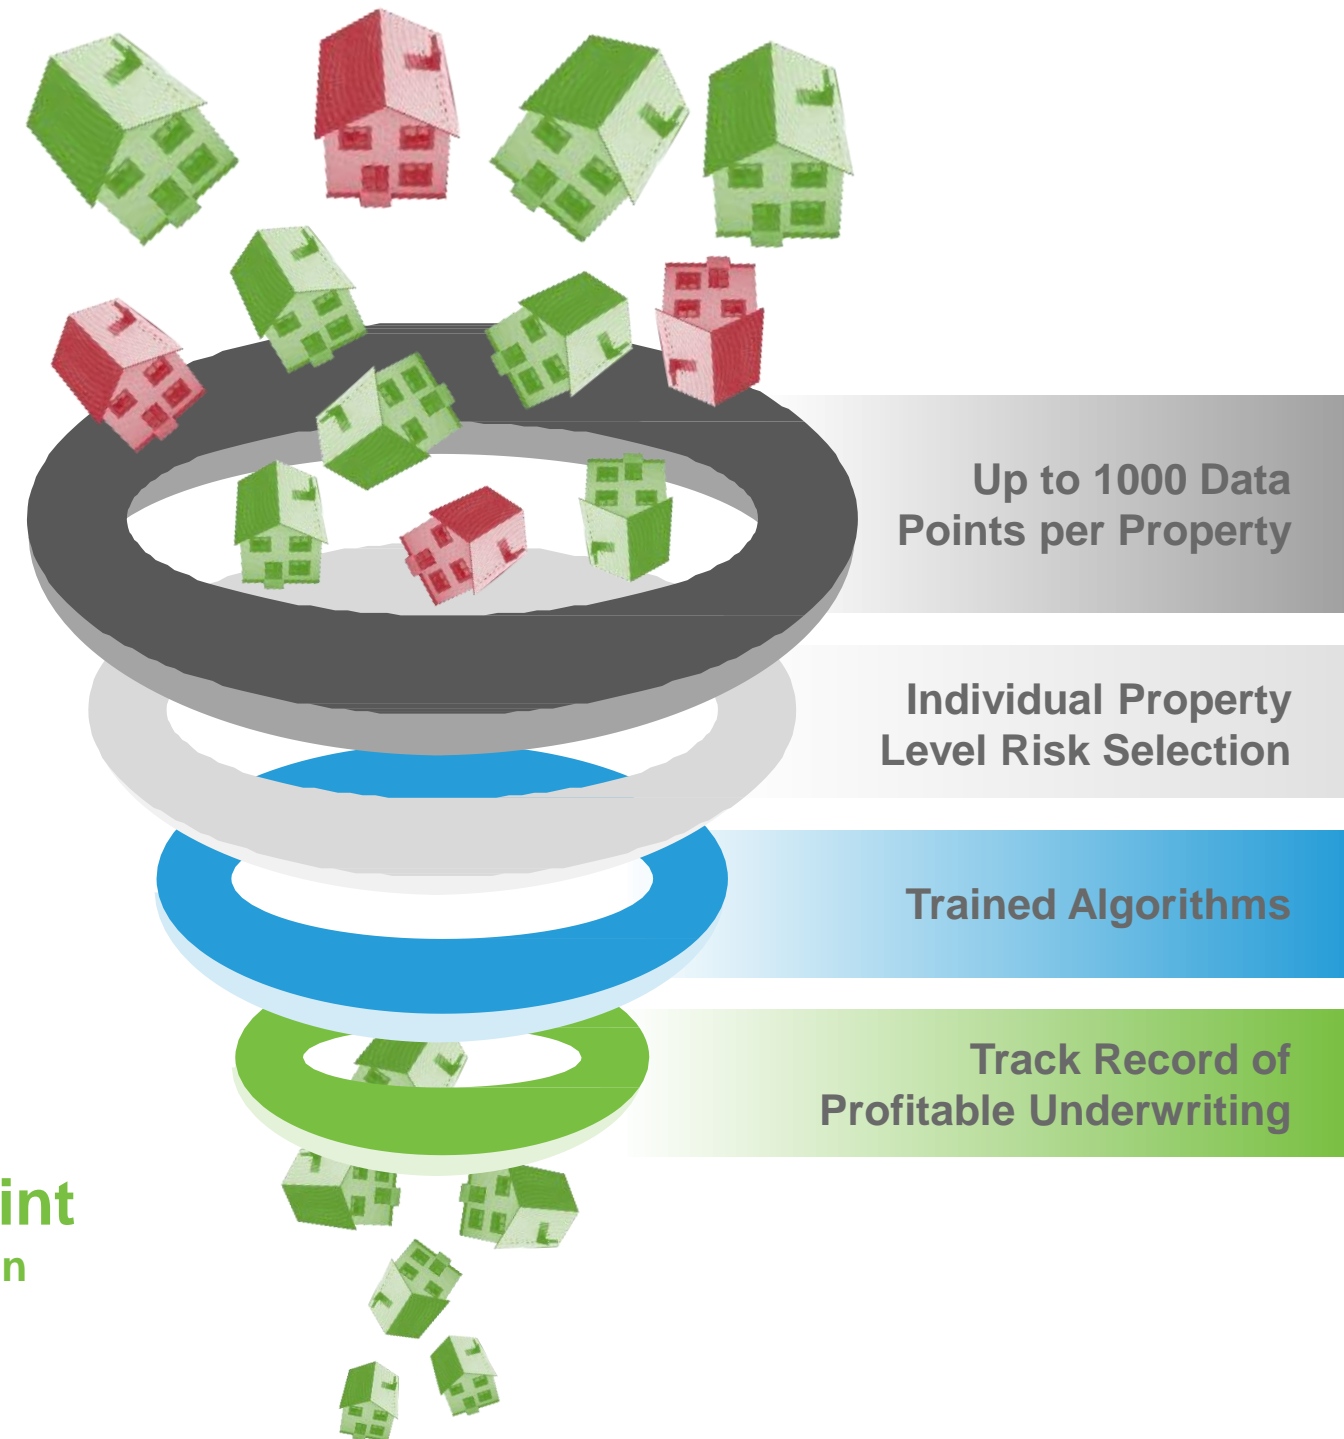 Up to 1000 Data
Points per Property
Individual Property
Level Risk Selection
Trained Algorithms
Track Record of
Profitable Underwriting
int
n